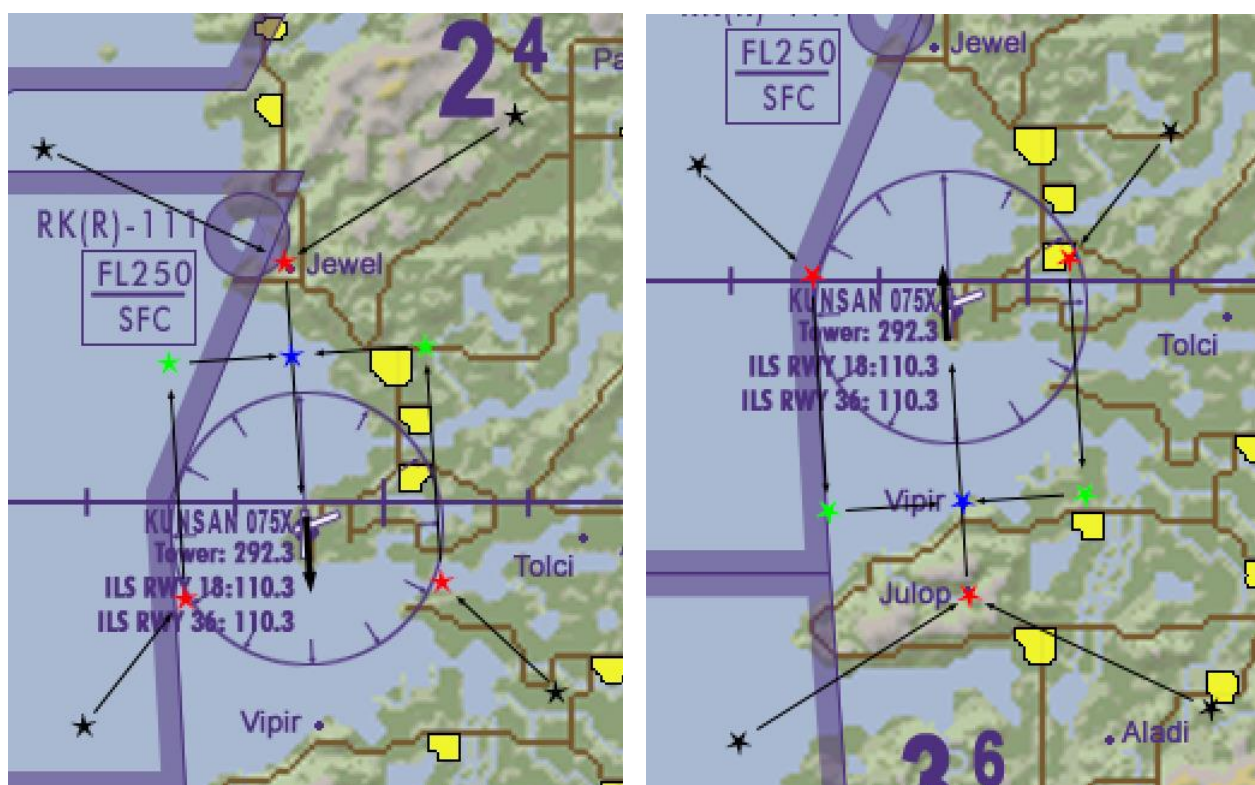 2⁴
Pa
RK(R)-111
Jewel
FL250
SFC
KUNSAN 075X
Tower: 292.3
ILS RWY 18:110.3
ILS RWY 36: 110.3
Tolci
Vipir
Jewel
FL250
SFC
KUNSAN 075X
Tower: 292.3
ILS RWY 18:110.3
ILS RWY 36: 110.3
Tolci
Vipir
Julop
Aladi
3⁶